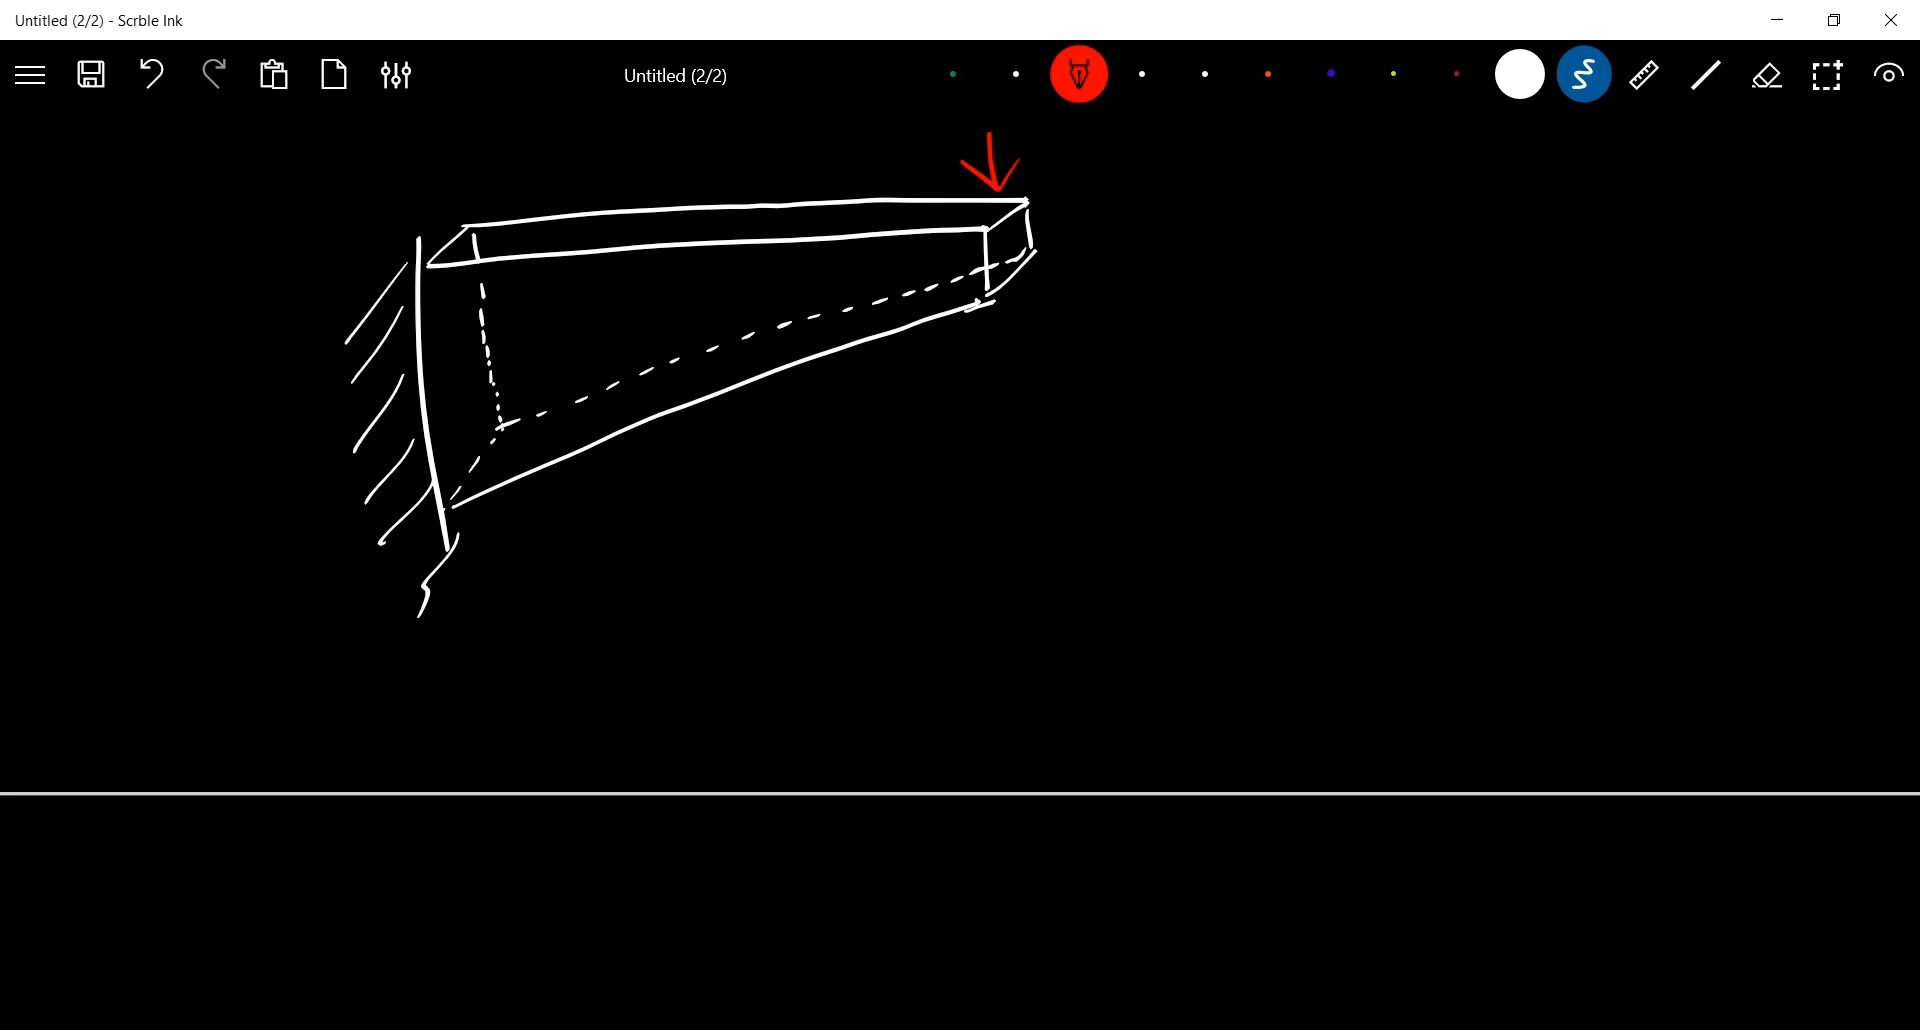 Untitled (2/2) - Scrble Ink
Untitled (2/2)